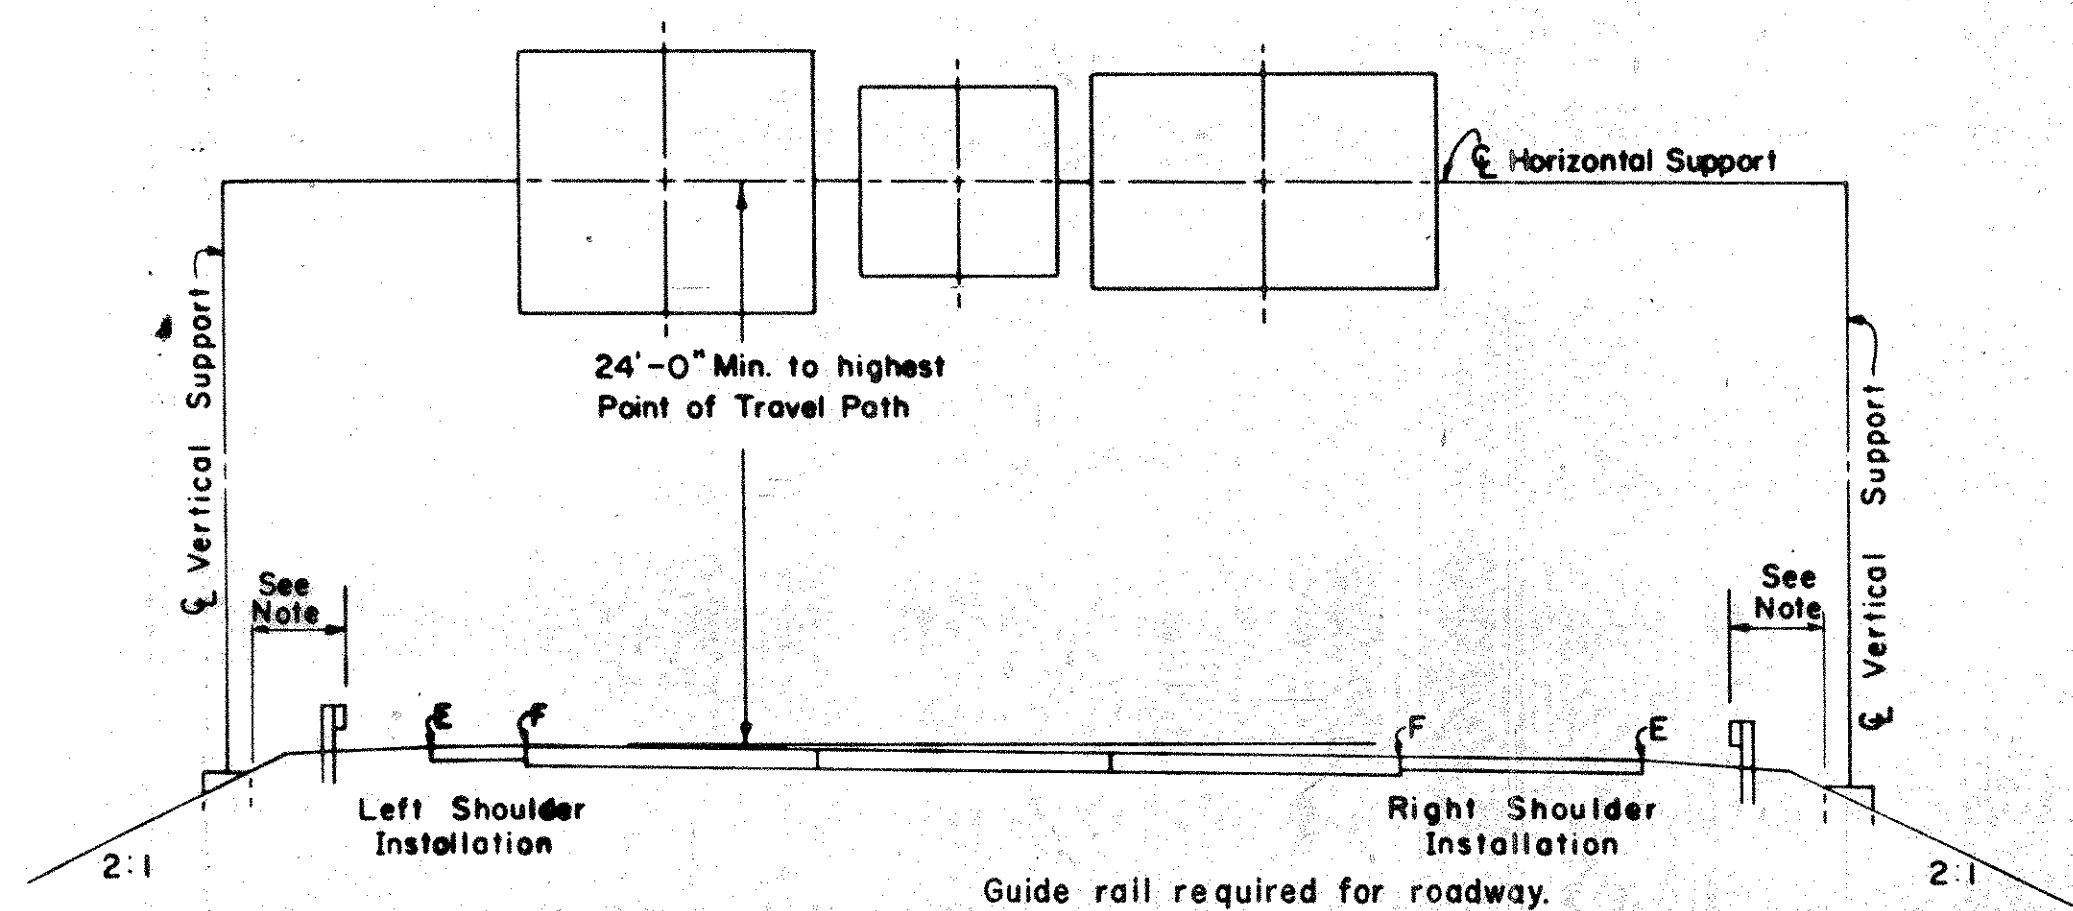 ℄ Horizontal Support
℄ Vertical Support
24'-0" Min. to highest
Point of Travel Path
℄ Vertical Support
See
Note
See
Note
E
F
F
E
Left Shoulder
Installation
Right Shoulder
Installation
2:1
2:1
Guide rail required for roadway.